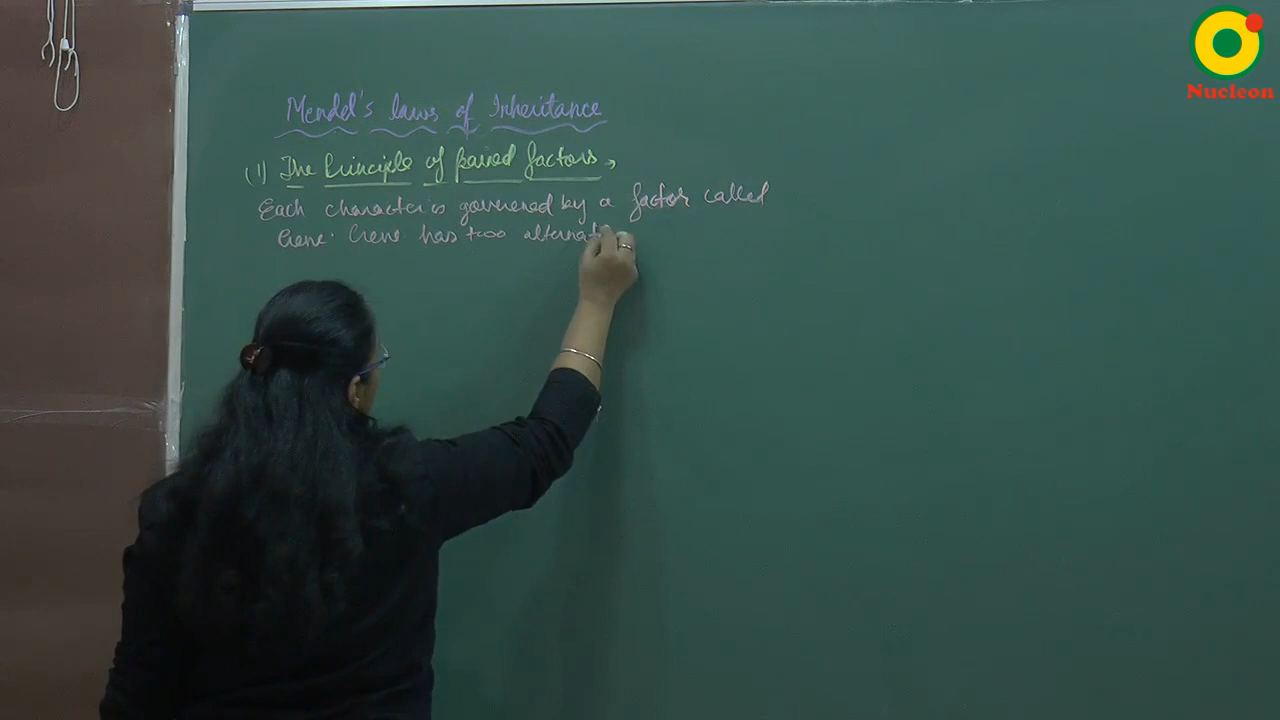 Nucleon
Mendel's laws of Inheritance
(1) The Principle of paired factors →
Each character is governed by a factor called
Gene. Gene has two alternat